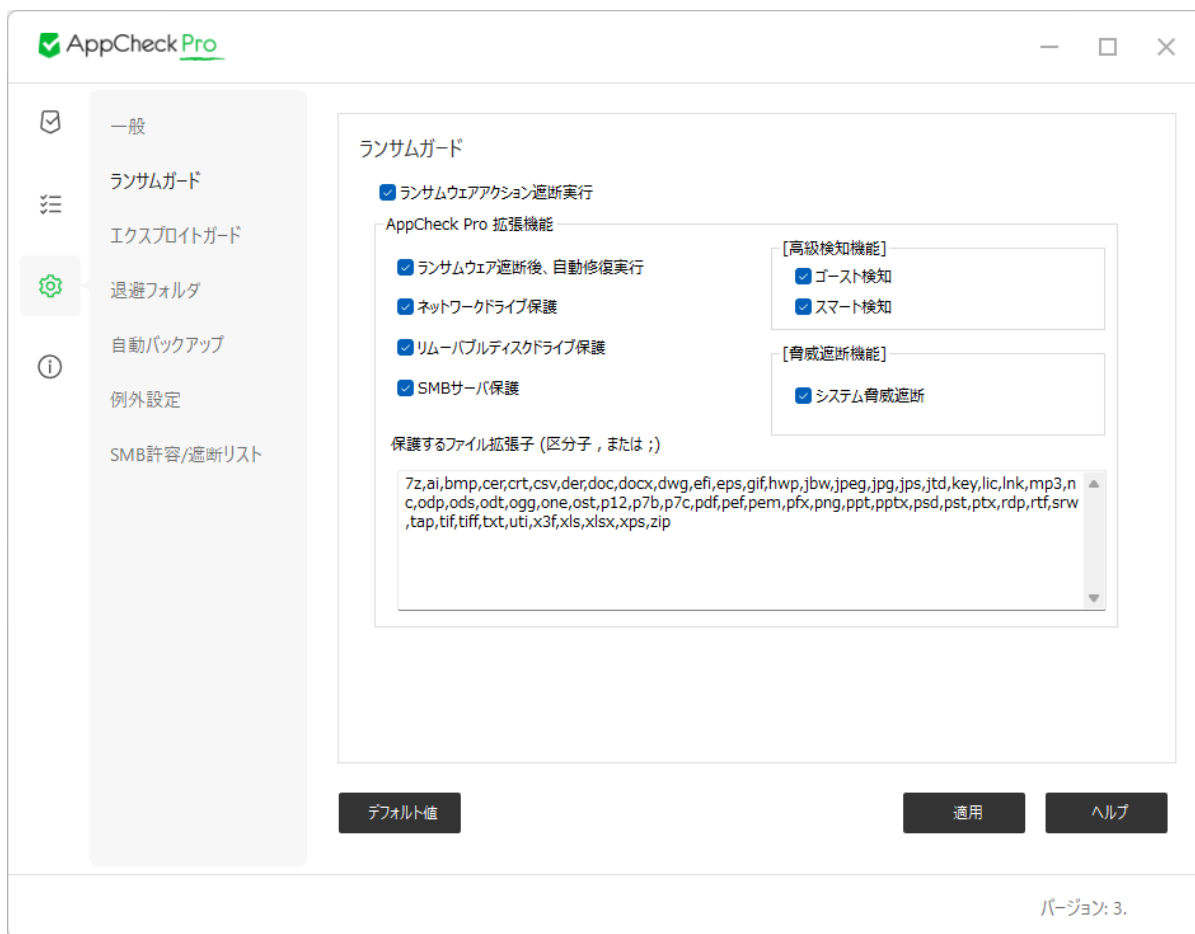 AppCheck Pro
一般
ランサムガード
エクスプロイトガード
退避フォルダ
自動バックアップ
例外設定
SMB許容/遮断リスト
ランサムガード
ランサムウェアアクション遮断実行
AppCheck Pro 拡張機能
ランサムウェア遮断後、自動修復実行
ネットワークドライブ保護
リムーバブルディスクドライブ保護
SMBサーバ保護
[高級検知機能]
ゴースト検知
スマート検知
[脅威遮断機能]
システム脅威遮断
保護するファイル拡張子 (区分子 , または ;)
7z,ai,bmp,cer,crt,csv,der,doc,docx,dwg,efi,eps,gif,hwp,jbw,jpeg,jpg,jps,jtd,key,lic,lnk,mp3,n
c,odp,ods,odt,ogg,one,ost,p12,p7b,p7c,pdf,pef,pem,pfx,png,ppt,pptx,psd,pst,ptx,rdp,rtf,srw
,tap,tif,tiff,txt,uti,x3f,xls,xlsx,xps,zip
デフォルト値
適用
ヘルプ
バージョン: 3.